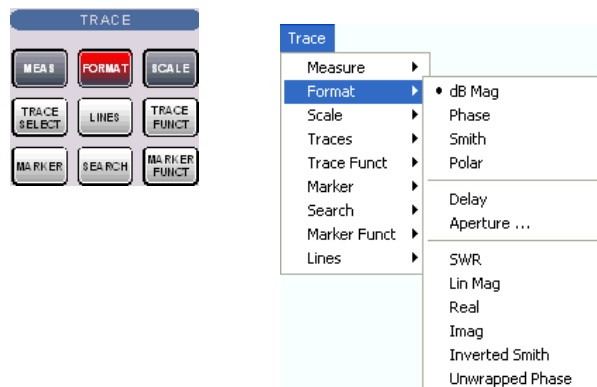 TRACE
MEAS FORMAT SCALE
TRACE SELECT LINES TRACE FUNCT
MARKER SEARCH MARKER FUNCT
Trace
Measure
Format
Scale
Traces
Trace Funct
Marker
Search
Marker Funct
Lines
dB Mag
Phase
Smith
Polar
Delay
Aperture ...
SWR
Lin Mag
Real
Imag
Inverted Smith
Unwrapped Phase